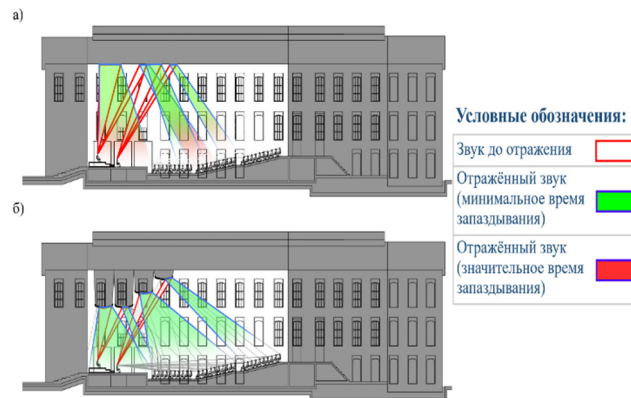 а)
Условные обозначения:
Звук до отражения
Отражённый звук
(минимальное время
запаздывания)
Отражённый звук
(значительное время
запаздывания)
б)